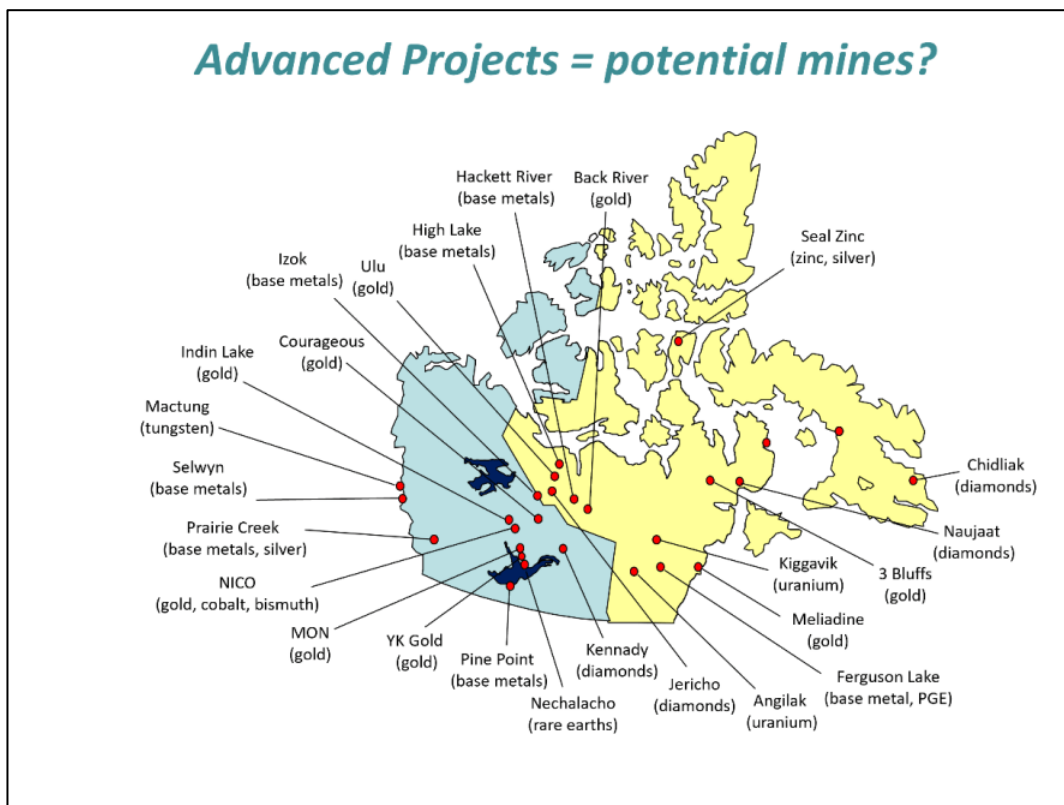 Advanced Projects = potential mines?
Hackett River
(base metals)
Back River
(gold)
High Lake
(base metals)
Seal Zinc
(zinc, silver)
Izok
(base metals)
Ulu
(gold)
Courageous
(gold)
Indin Lake
(gold)
Mactung
(tungsten)
Selwyn
(base metals)
Prairie Creek
(base metals, silver)
NICO
(gold, cobalt, bismuth)
MON
(gold)
YK Gold
(gold)
Pine Point
(base metals)
Nechalacho
(rare earths)
Kennady
(diamonds)
Jericho
(diamonds)
Angilak
(uranium)
Ferguson Lake
(base metal, PGE)
Meliadine
(gold)
Kiggavik
(uranium)
3 Bluffs
(gold)
Naujaat
(diamonds)
Chidliak
(diamonds)